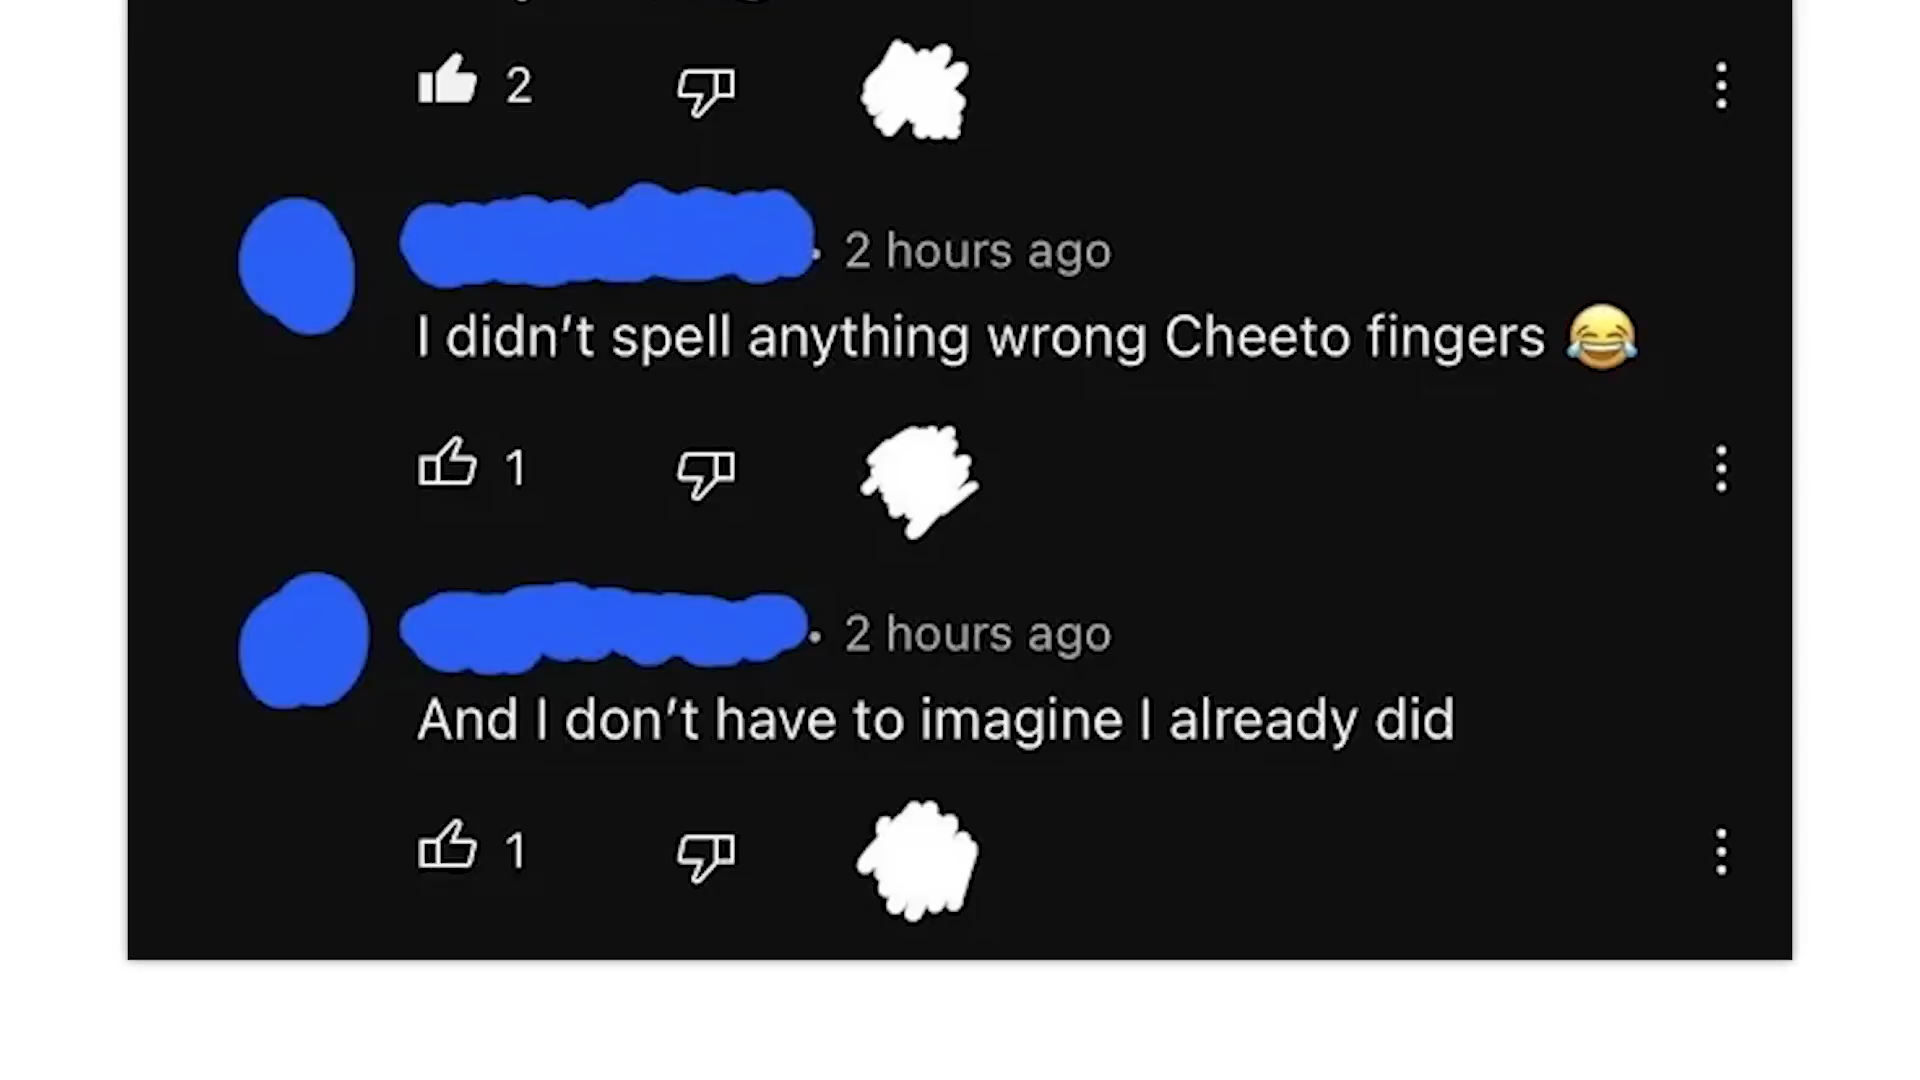 2
2 hours ago
I didn’t spell anything wrong Cheeto fingers 😂
1
2 hours ago
And I don’t have to imagine I already did
1